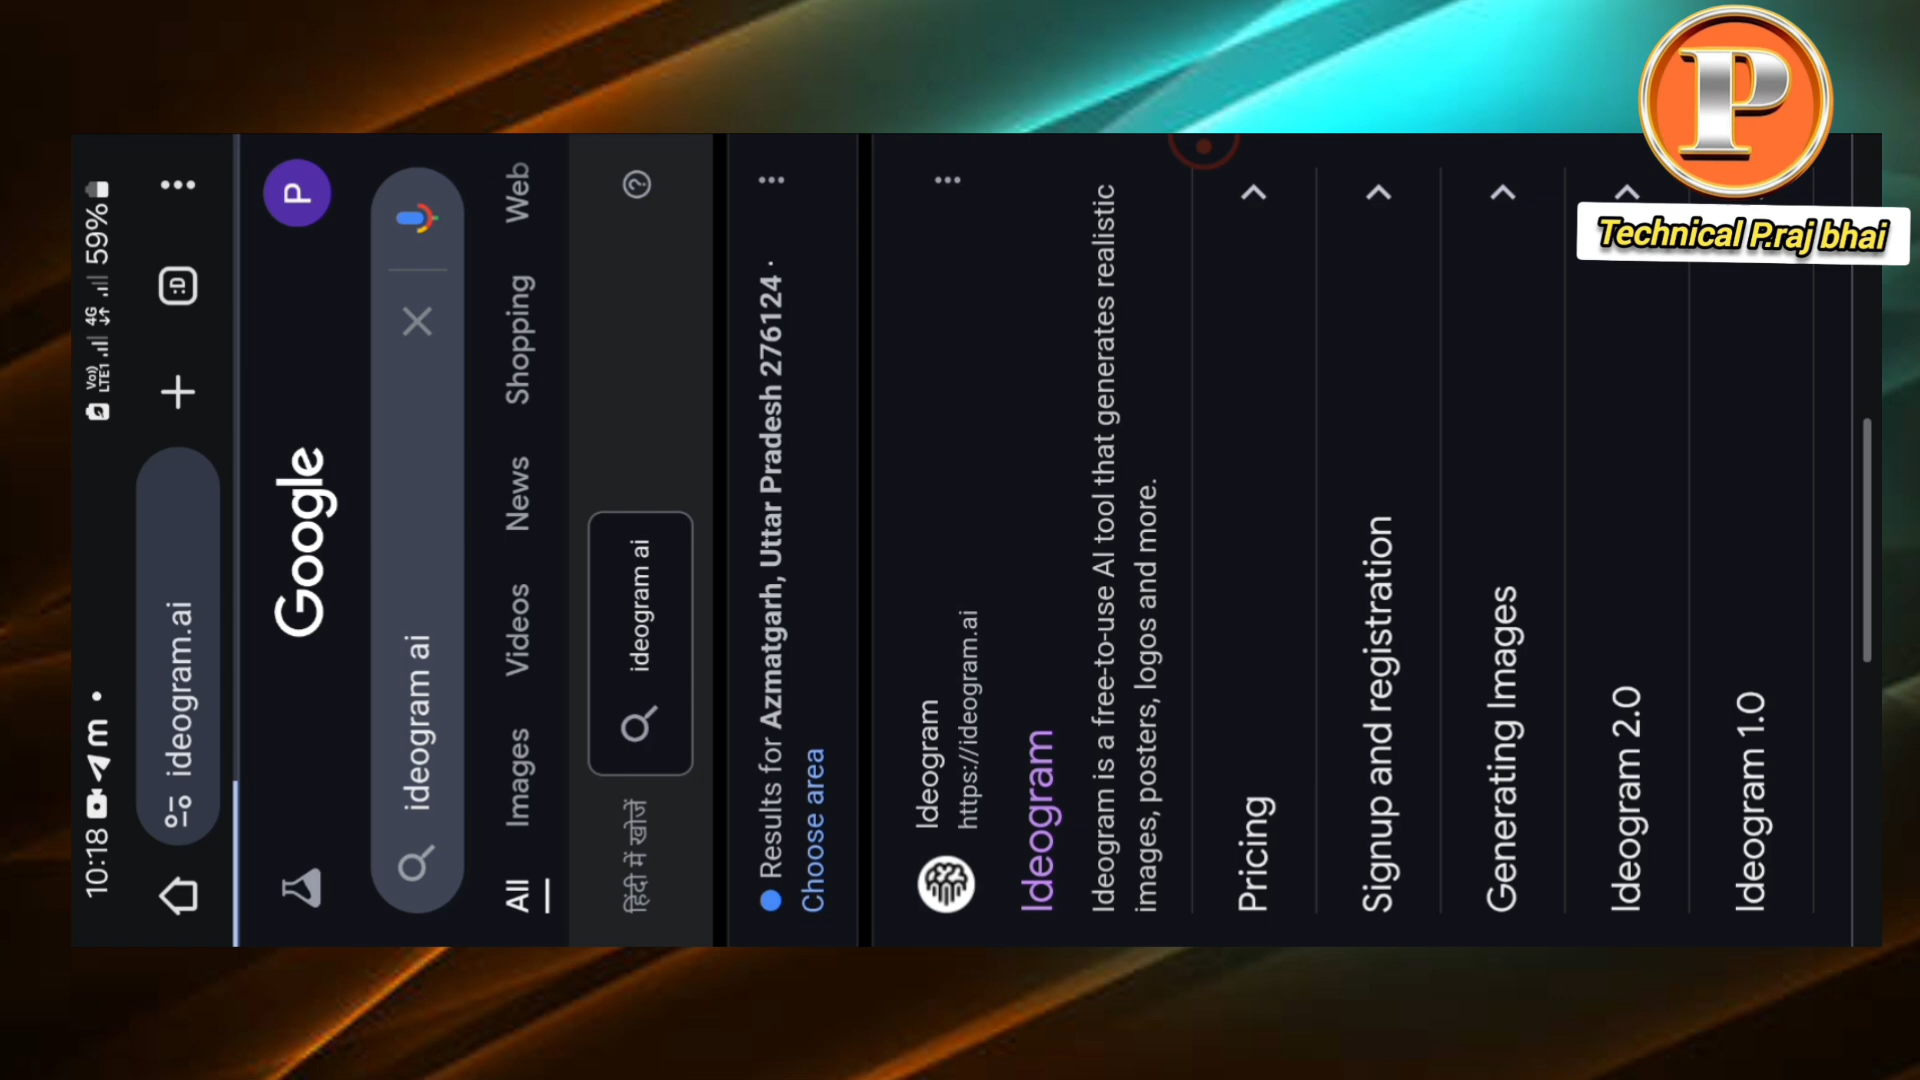 P
Technical P.raj bhai
10:18 m
Vo)) LTE1 4G 59%
ideogram.ai
:D
Google
P
ideogram ai
All Images Videos News Shopping Web
हिंदी में खोजें ideogram ai
Results for Azmatgarh, Uttar Pradesh 276124 ·
Choose area
Ideogram
https://ideogram.ai
Ideogram
Ideogram is a free-to-use AI tool that generates realistic
images, posters, logos and more.
Pricing
Signup and registration
Generating Images
Ideogram 2.0
Ideogram 1.0